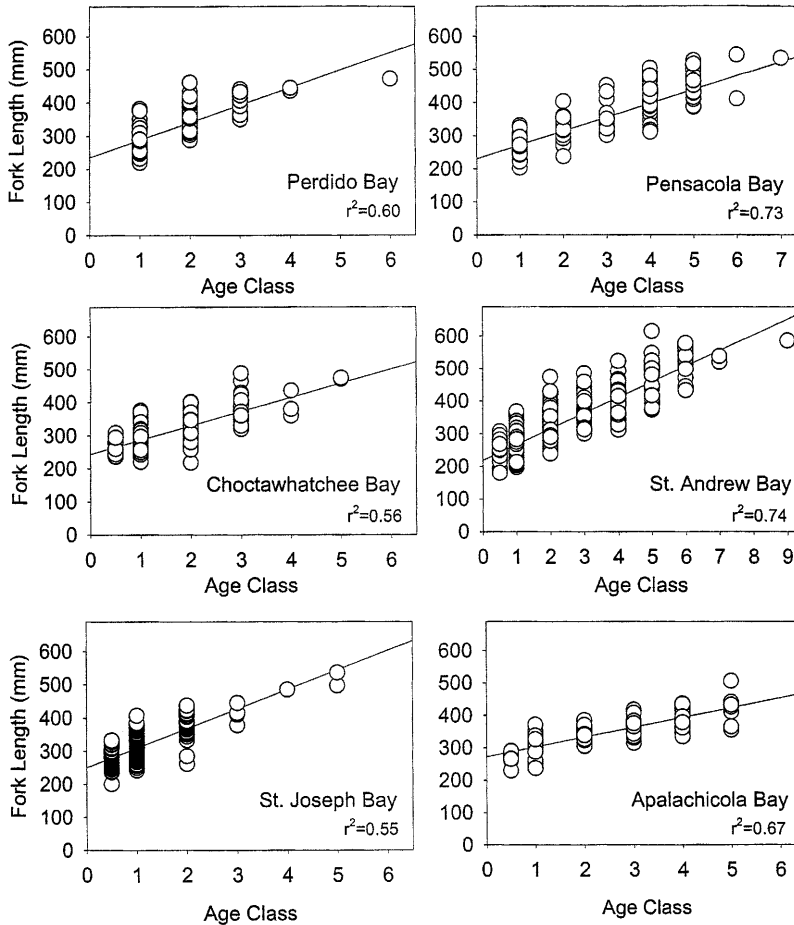 Fork Length (mm)
600
500
400
300
200
100
0
Perdido Bay
r²=0.60
0 1 2 3 4 5 6
Age Class
600
500
400
300
200
100
0
Pensacola Bay
r²=0.73
0 1 2 3 4 5 6 7
Age Class
Fork Length (mm)
600
500
400
300
200
100
0
Choctawhatchee Bay
r²=0.56
0 1 2 3 4 5 6
Age Class
600
500
400
300
200
100
0
St. Andrew Bay
r²=0.74
0 1 2 3 4 5 6 7 8 9
Age Class
Fork Length (mm)
600
500
400
300
200
100
0
St. Joseph Bay
r²=0.55
0 1 2 3 4 5 6
Age Class
600
500
400
300
200
100
0
Apalachicola Bay
r²=0.67
0 1 2 3 4 5 6
Age Class